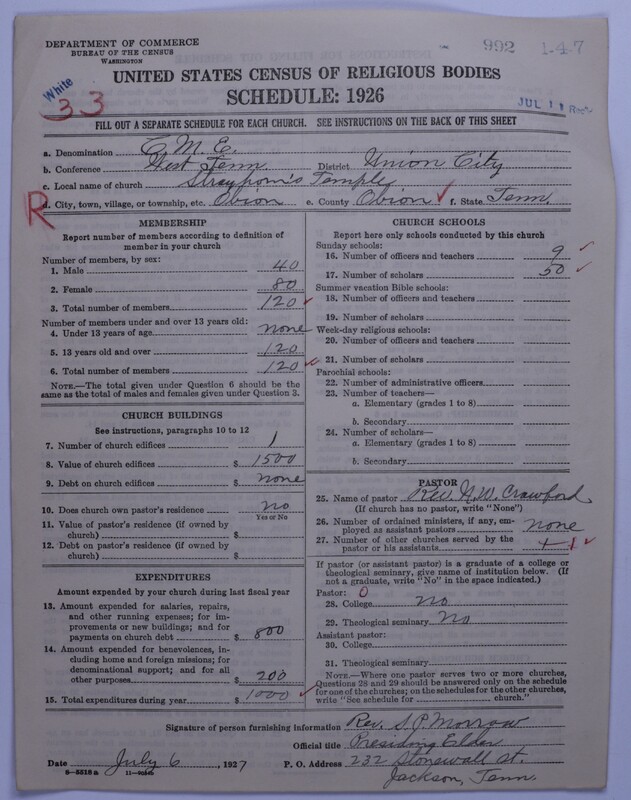 DEPARTMENT OF COMMERCE
BUREAU OF THE CENSUS
WASHINGTON
992 1-4-7
White
33
UNITED STATES CENSUS OF RELIGIOUS BODIES
SCHEDULE: 1926
JUL 11 Rec'd
FILL OUT A SEPARATE SCHEDULE FOR EACH CHURCH. SEE INSTRUCTIONS ON THE BACK OF THIS SHEET
a. Denomination C. M. E.
b. Conference West Tenn District Union City
c. Local name of church Strayhorn's Temple
R
d. City, town, village, or township, etc. Obion e. County Obion ✓ f. State Tenn.
MEMBERSHIP
Report number of members according to definition of
member in your church
Number of members, by sex:
1. Male 40
2. Female 80
3. Total number of members 120 ✓
Number of members under and over 13 years old:
4. Under 13 years of age none
5. 13 years old and over 120
6. Total number of members 120 ✓
NOTE.—The total given under Question 6 should be the
same as the total of males and females given under Question 3.
CHURCH BUILDINGS
See instructions, paragraphs 10 to 12
7. Number of church edifices 1
8. Value of church edifices $ 1500
9. Debt on church edifices $ none
10. Does church own pastor's residence no
Yes or No
11. Value of pastor's residence (if owned by
church) $
12. Debt on pastor's residence (if owned by
church) $
EXPENDITURES
Amount expended by your church during last fiscal year
13. Amount expended for salaries, repairs,
and other running expenses; for im-
provements or new buildings; and for
payments on church debt $ 800
14. Amount expended for benevolences, in-
cluding home and foreign missions; for
denominational support; and for all
other purposes $ 200
15. Total expenditures during year $ 1000 ✓
CHURCH SCHOOLS
Report here only schools conducted by this church
Sunday schools:
16. Number of officers and teachers 9 ✓
17. Number of scholars 50 ✓
Summer vacation Bible schools:
18. Number of officers and teachers
19. Number of scholars
Week-day religious schools:
20. Number of officers and teachers
21. Number of scholars
Parochial schools:
22. Number of administrative officers
23. Number of teachers—
a. Elementary (grades 1 to 8)
b. Secondary
24. Number of scholars—
a. Elementary (grades 1 to 8)
b. Secondary
PASTOR
25. Name of pastor Rev. G. W. Crawford
(If church has no pastor, write "None")
26. Number of ordained ministers, if any, em-
ployed as assistant pastors none
27. Number of other churches served by the
pastor or his assistants 1 ✓
If pastor (or assistant pastor) is a graduate of a college or
theological seminary, give name of institution below. (If
not a graduate, write "No" in the space indicated.)
Pastor: 0
28. College no
29. Theological seminary no
Assistant pastor:
30. College
31. Theological seminary
NOTE.—Where one pastor serves two or more churches,
Questions 28 and 29 should be answered only on the schedule
for one of the churches; on the schedules for the other churches,
write "See schedule for church."
Signature of person furnishing information Rev. S. P. Morrow
Official title Presiding Elder
Date July 6, 1927 P. O. Address 232 Stonewall St.
Jackson, Tenn.